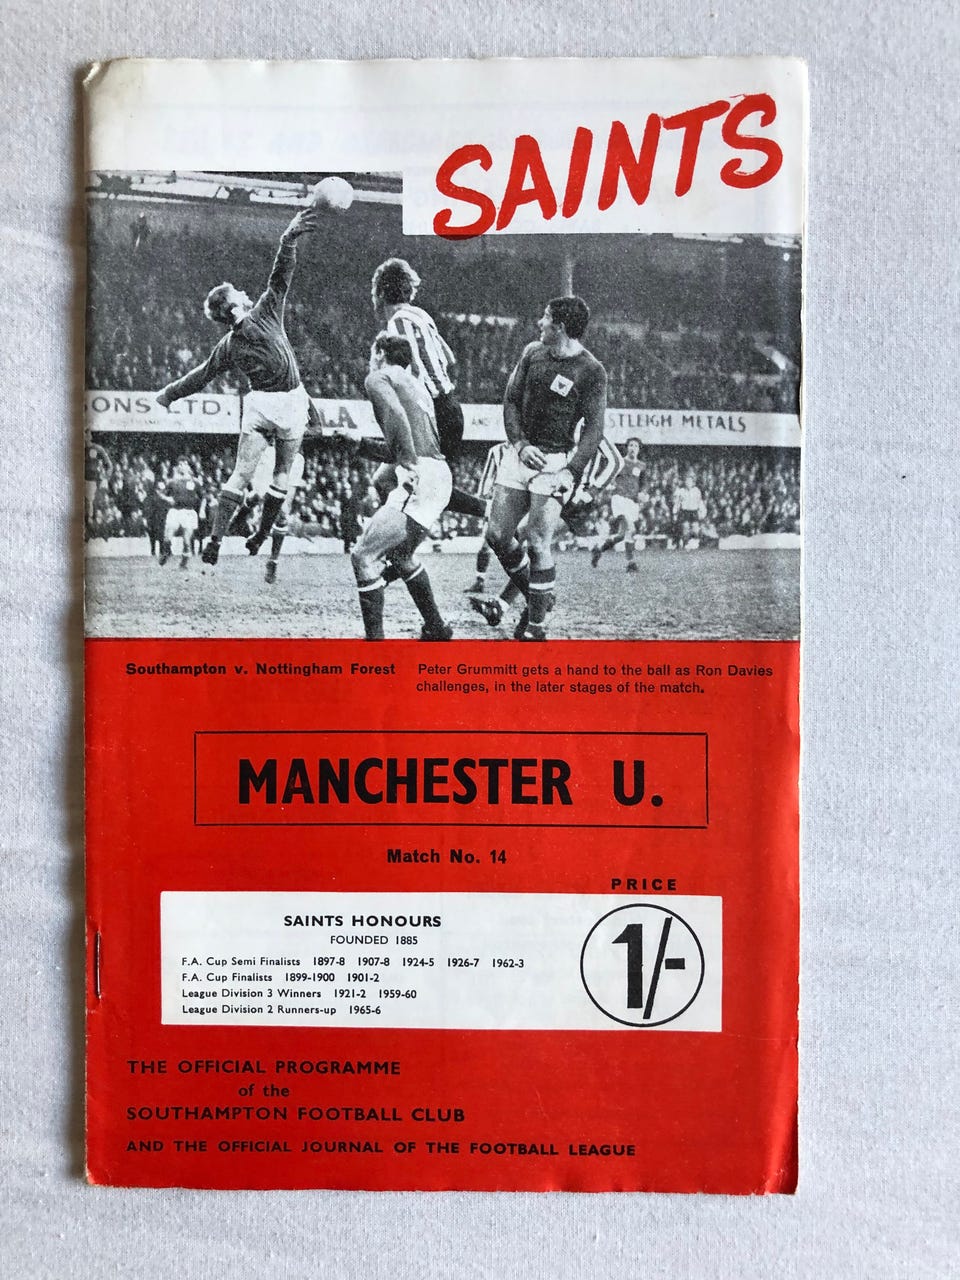 SAINTS
ONS LTD.
LA
AND
STLEIGH METALS
Southampton v. Nottingham Forest Peter Grummitt gets a hand to the ball as Ron Davies
challenges, in the later stages of the match.
MANCHESTER U.
Match No. 14
PRICE
1/-
SAINTS HONOURS
FOUNDED 1885
F.A. Cup Semi Finalists 1897-8 1907-8 1924-5 1926-7 1962-3
F.A. Cup Finalists 1899-1900 1901-2
League Division 3 Winners 1921-2 1959-60
League Division 2 Runners-up 1965-6
THE OFFICIAL PROGRAMME
of the
SOUTHAMPTON FOOTBALL CLUB
AND THE OFFICIAL JOURNAL OF THE FOOTBALL LEAGUE